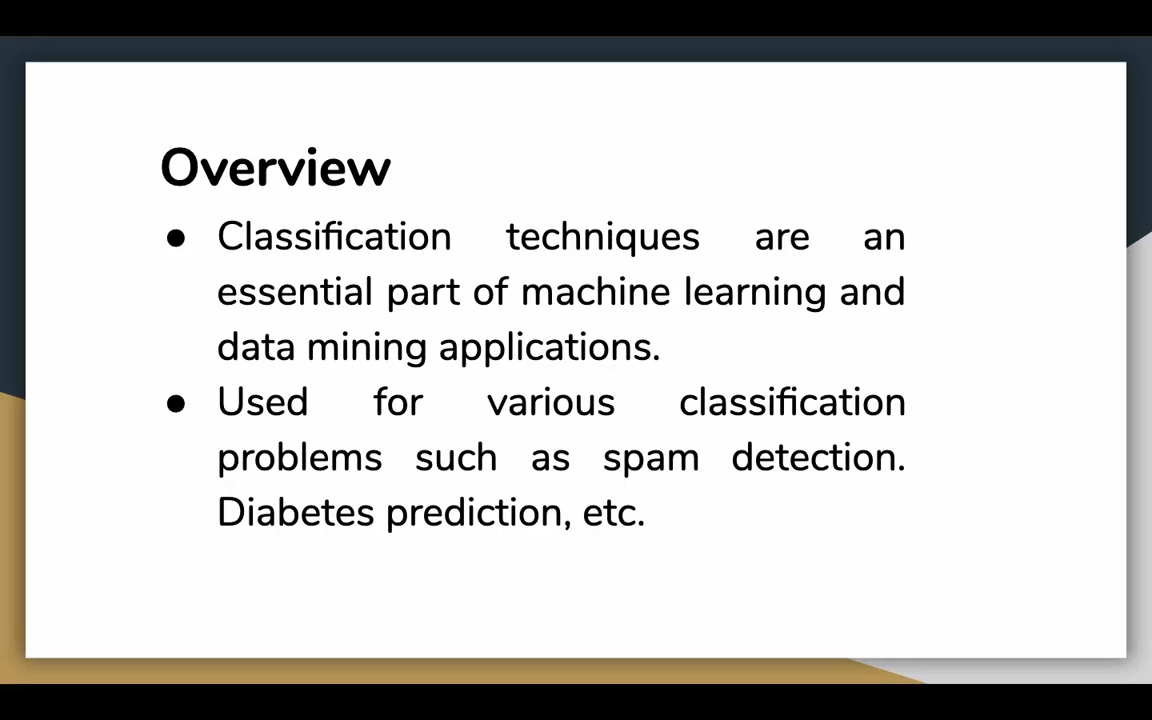 Overview
● Classification techniques are an
essential part of machine learning and
data mining applications.
● Used for various classification
problems such as spam detection.
Diabetes prediction, etc.